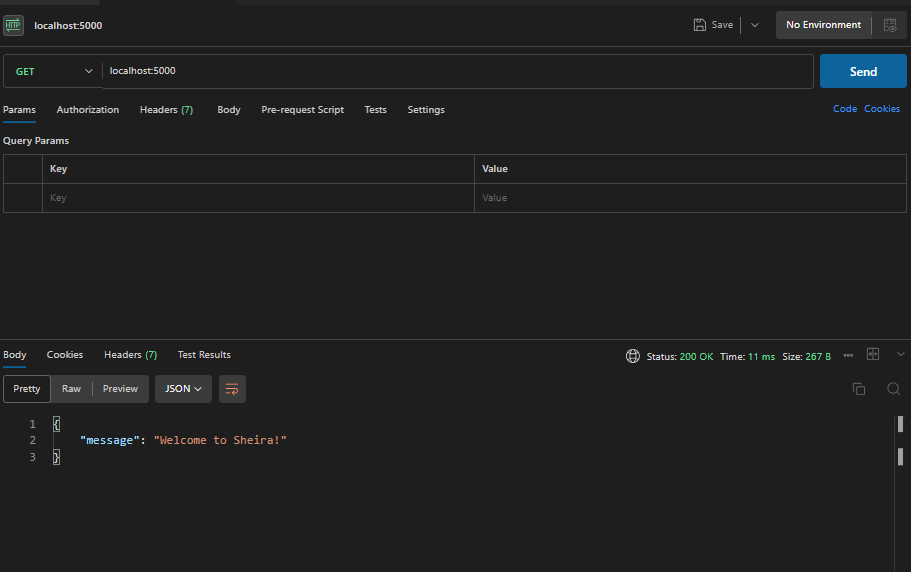 HTTP localhost:5000 Save No Environment
GET localhost:5000 Send
Params Authorization Headers (7) Body Pre-request Script Tests Settings Code Cookies
Query Params
Key Value
Key Value
Body Cookies Headers (7) Test Results Status: 200 OK Time: 11 ms Size: 267 B
Pretty Raw Preview JSON
1 {
2 "message": "Welcome to Sheira!"
3 }